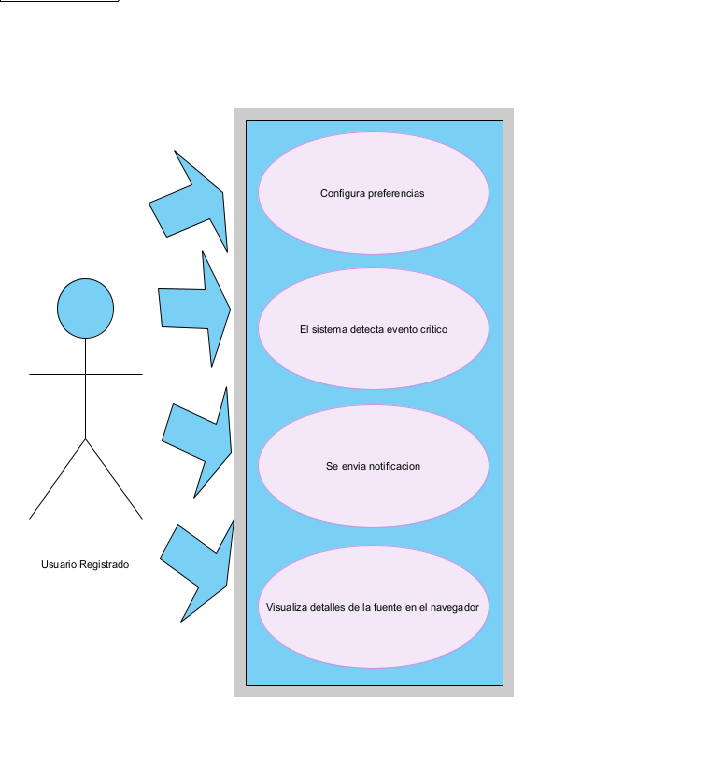 Configura preferencias
El sistema detecta evento critico
Se envia notificacion
Usuario Registrado
Visualiza detalles de la fuente en el navegador